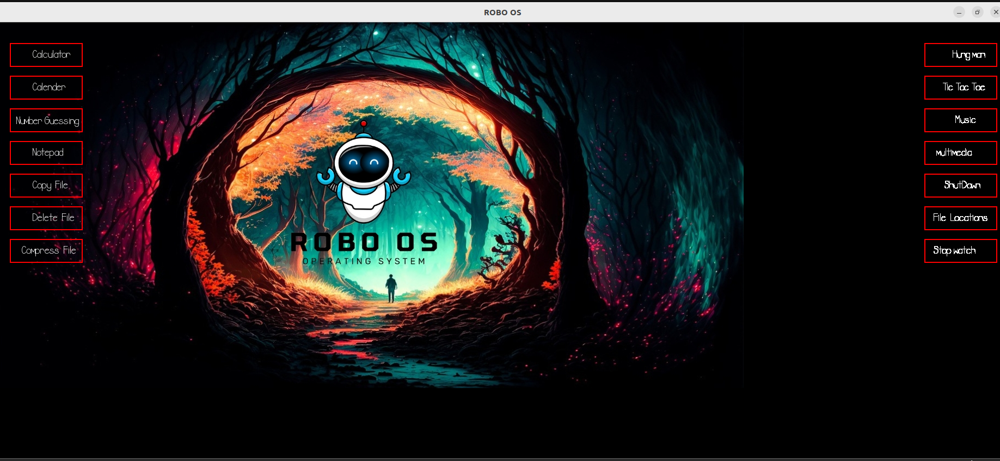 ROBO OS
Calculator
Calender
Number Guessing
Notepad
Copy File
Delete File
Compress File
ROBO OS
OPERATING SYSTEM
Hung man
Tic Tac Toe
Music
multimedia
ShutDown
File Locations
Stop watch